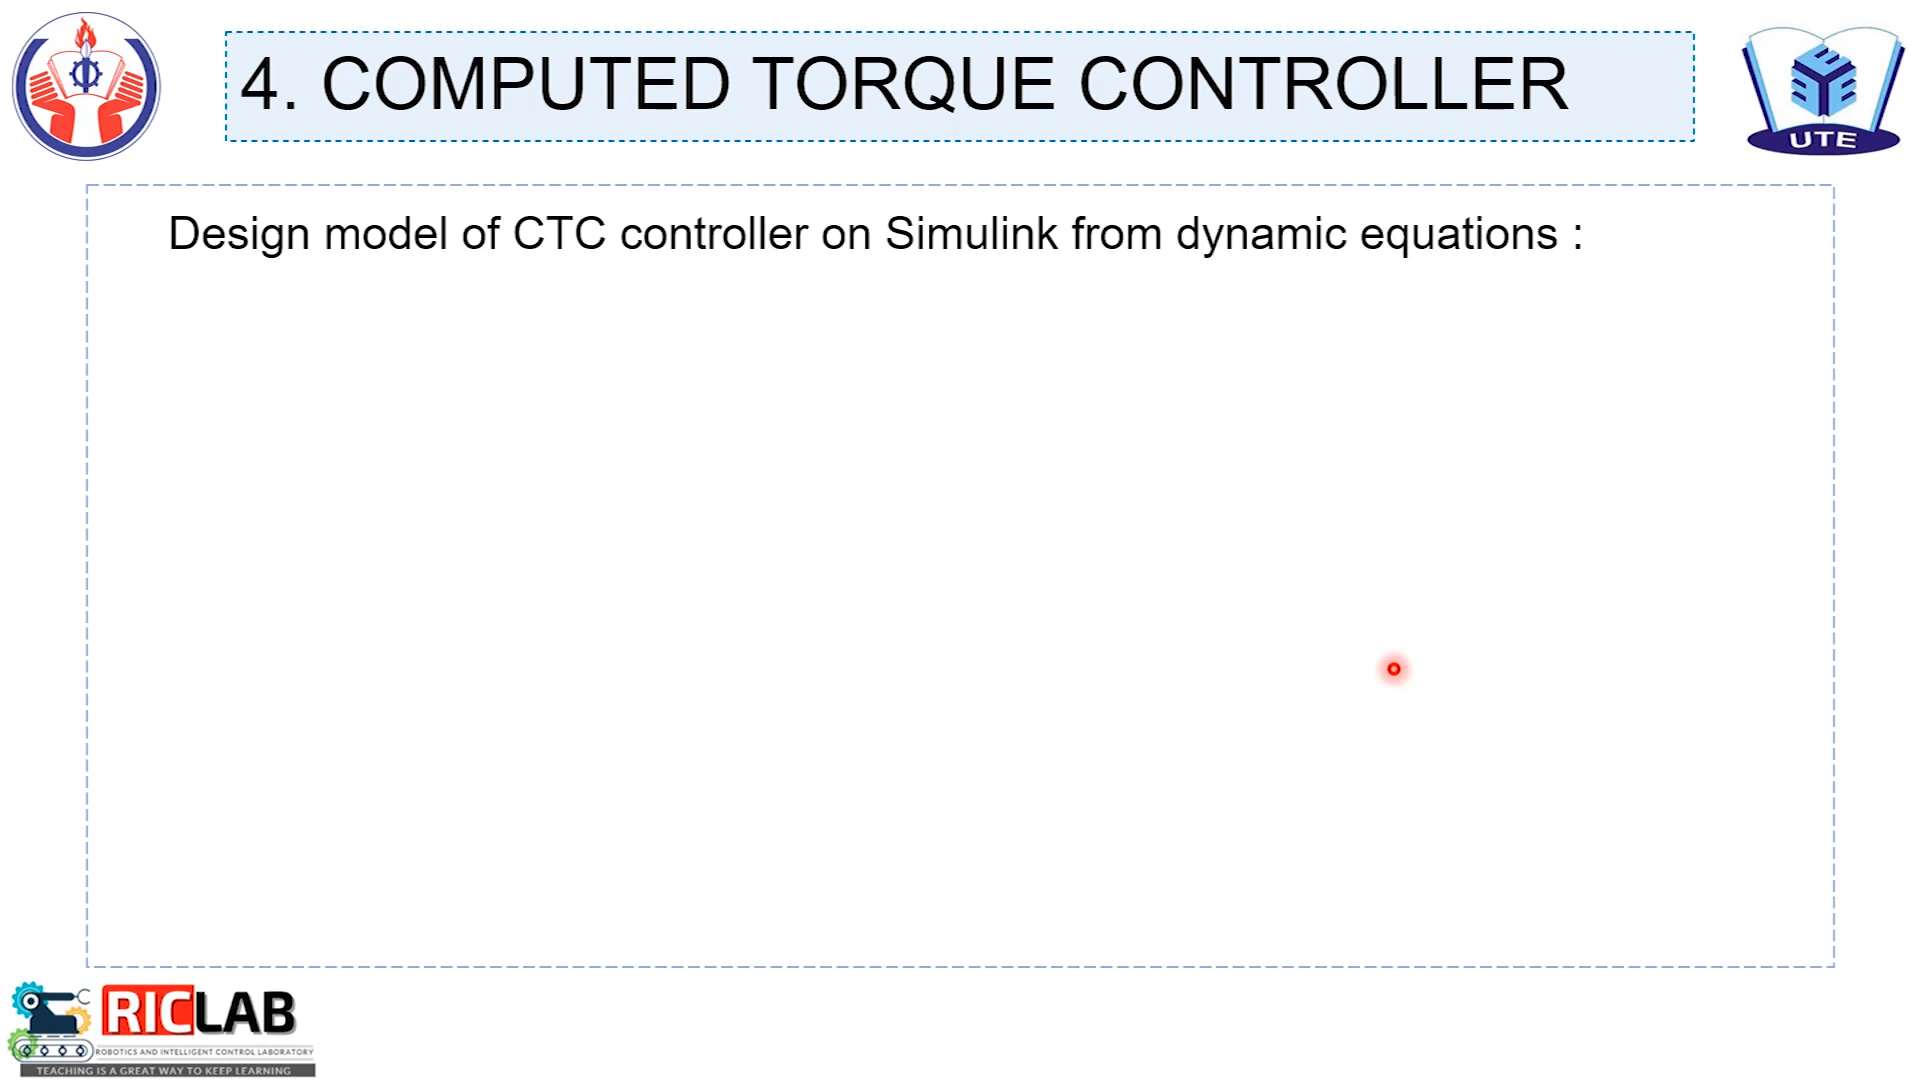 4. COMPUTED TORQUE CONTROLLER
UTE
Design model of CTC controller on Simulink from dynamic equations :
RICLAB
ROBOTICS AND INTELLIGENT CONTROL LABORATORY
TEACHING IS A GREAT WAY TO KEEP LEARNING